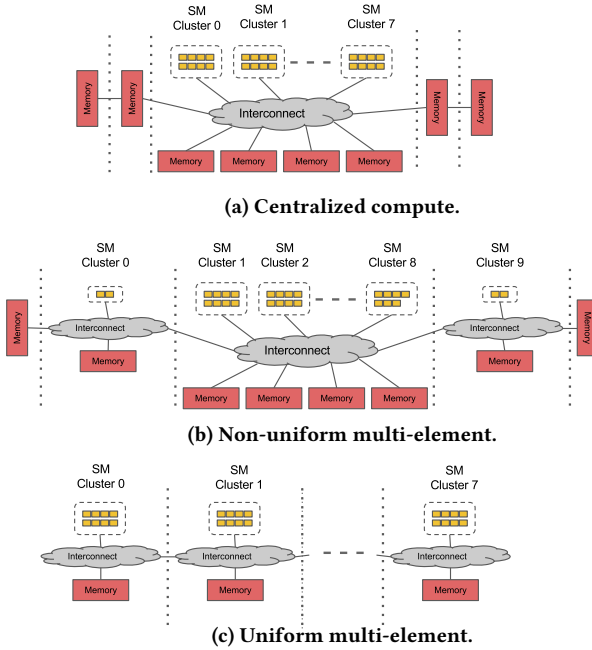 SM
Cluster 0
SM
Cluster 1
SM
Cluster 7
Memory
Memory
Interconnect
Memory
Memory
Memory
Memory
Memory
Memory
(a) Centralized compute.
SM
Cluster 0
SM
Cluster 1
SM
Cluster 2
SM
Cluster 8
SM
Cluster 9
Memory
Interconnect
Interconnect
Interconnect
Memory
Memory
Memory
Memory
Memory
Memory
Memory
Memory
(b) Non-uniform multi-element.
SM
Cluster 0
SM
Cluster 1
SM
Cluster 7
Interconnect
Interconnect
Interconnect
Memory
Memory
Memory
(c) Uniform multi-element.